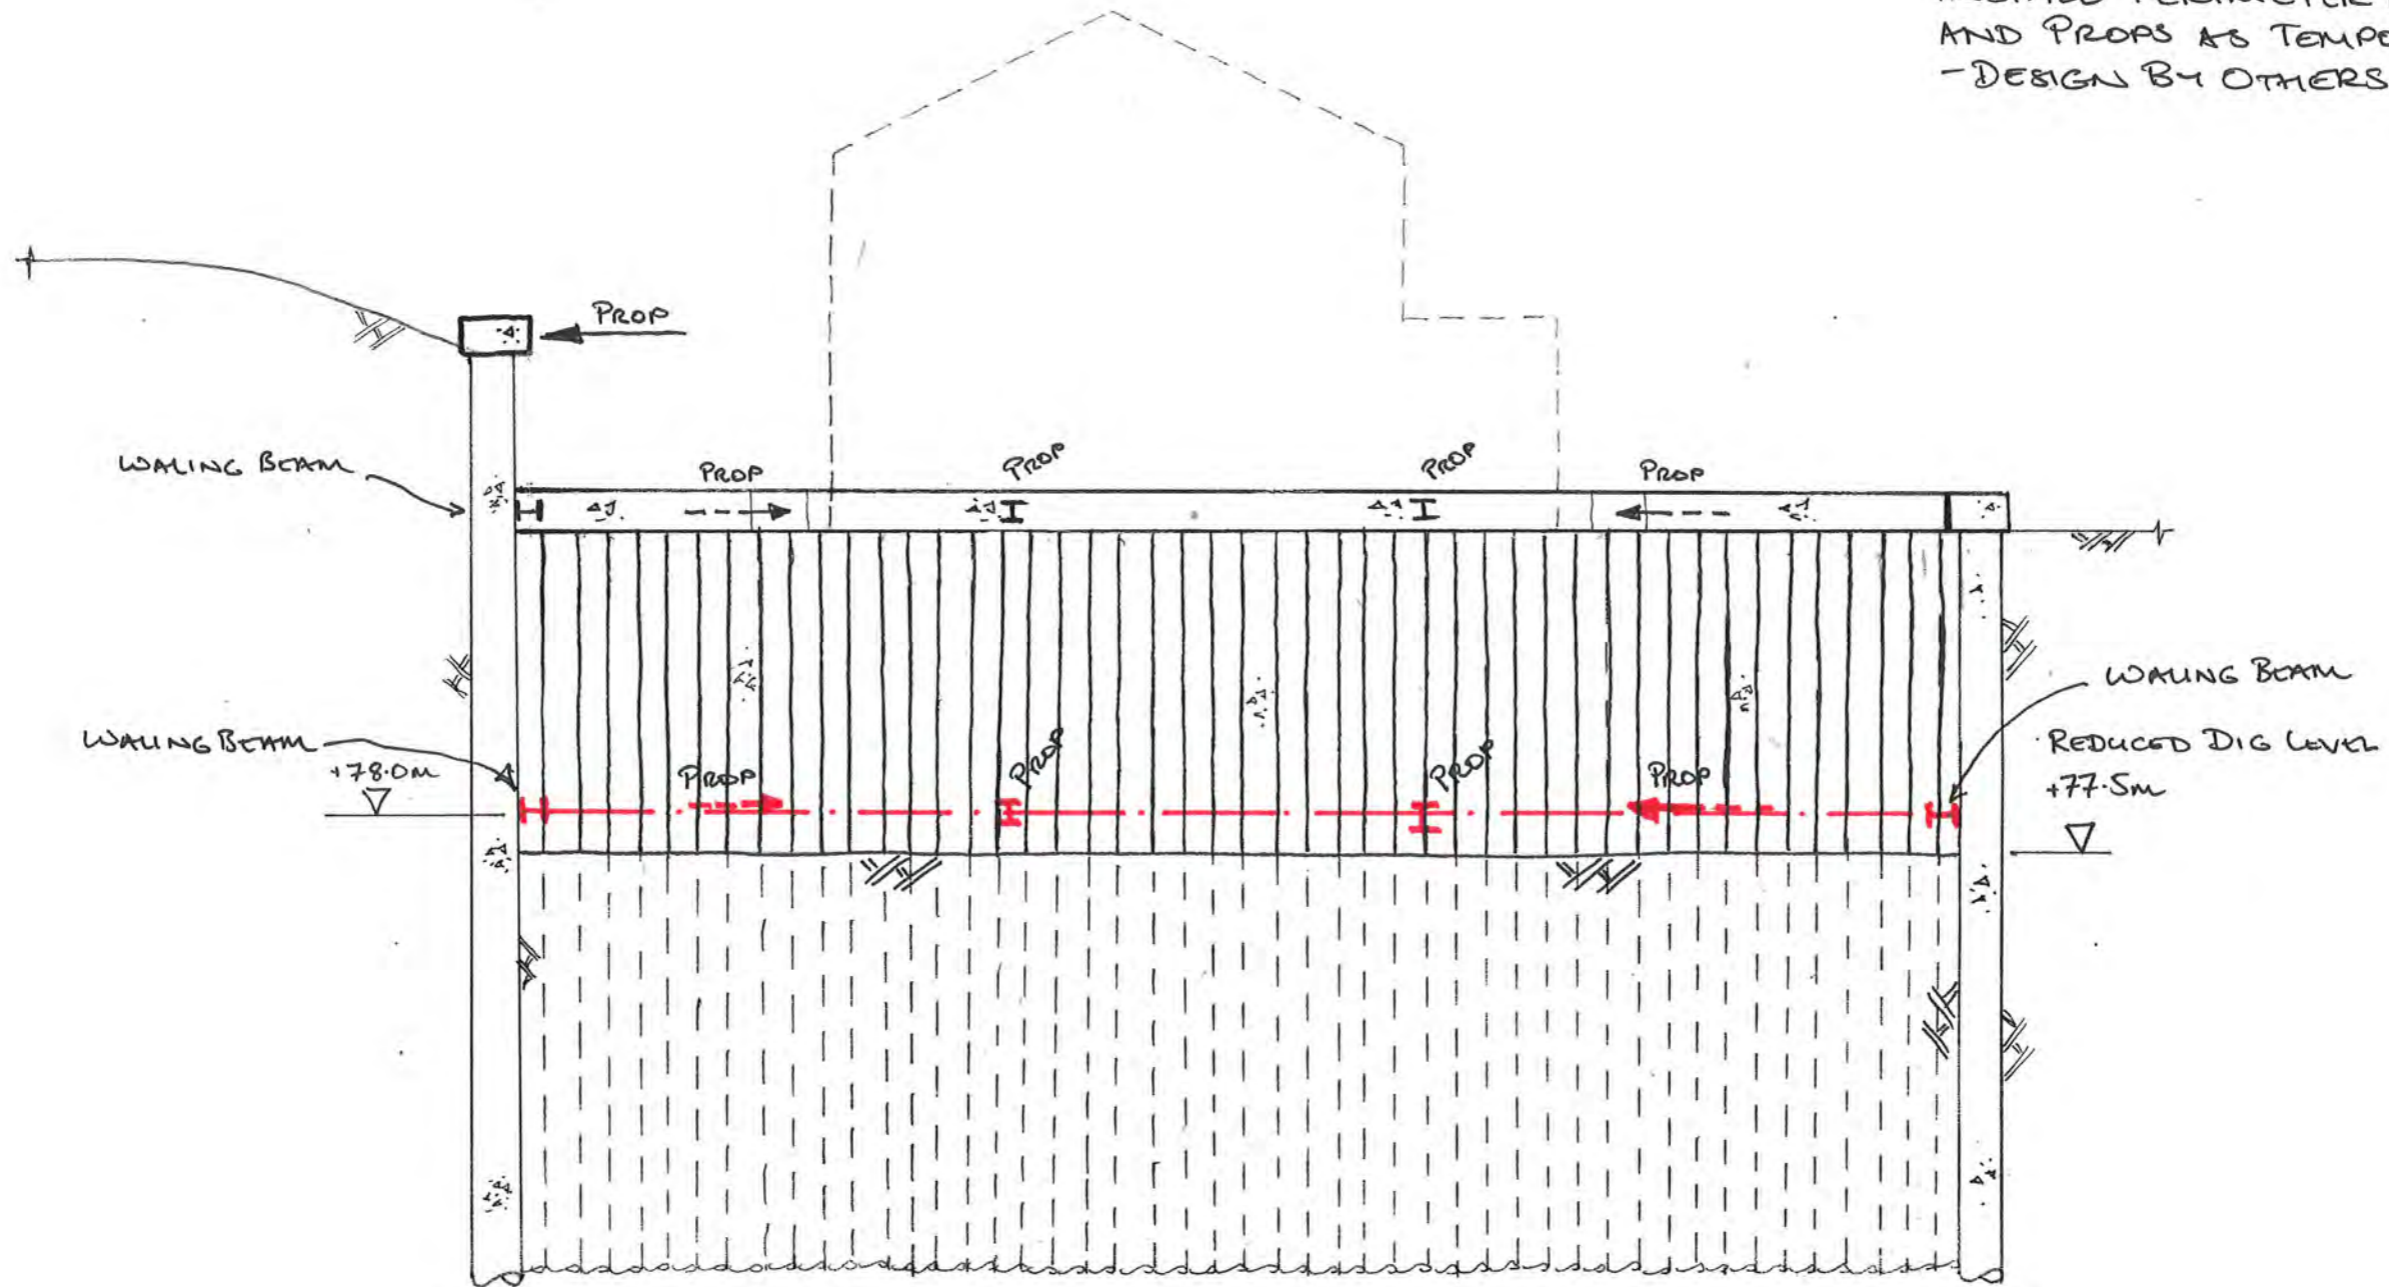 AND PROPS AS TEMPO
-DESIGN BY OTHERS
PROP
WALING BEAM
PROP
PROP
PROP
PROP
WALING BEAM
WALING BEAM
REDUCED DIG LEVEL
+78.0m
+77.5m
PROP
PROP
PROP
PROP